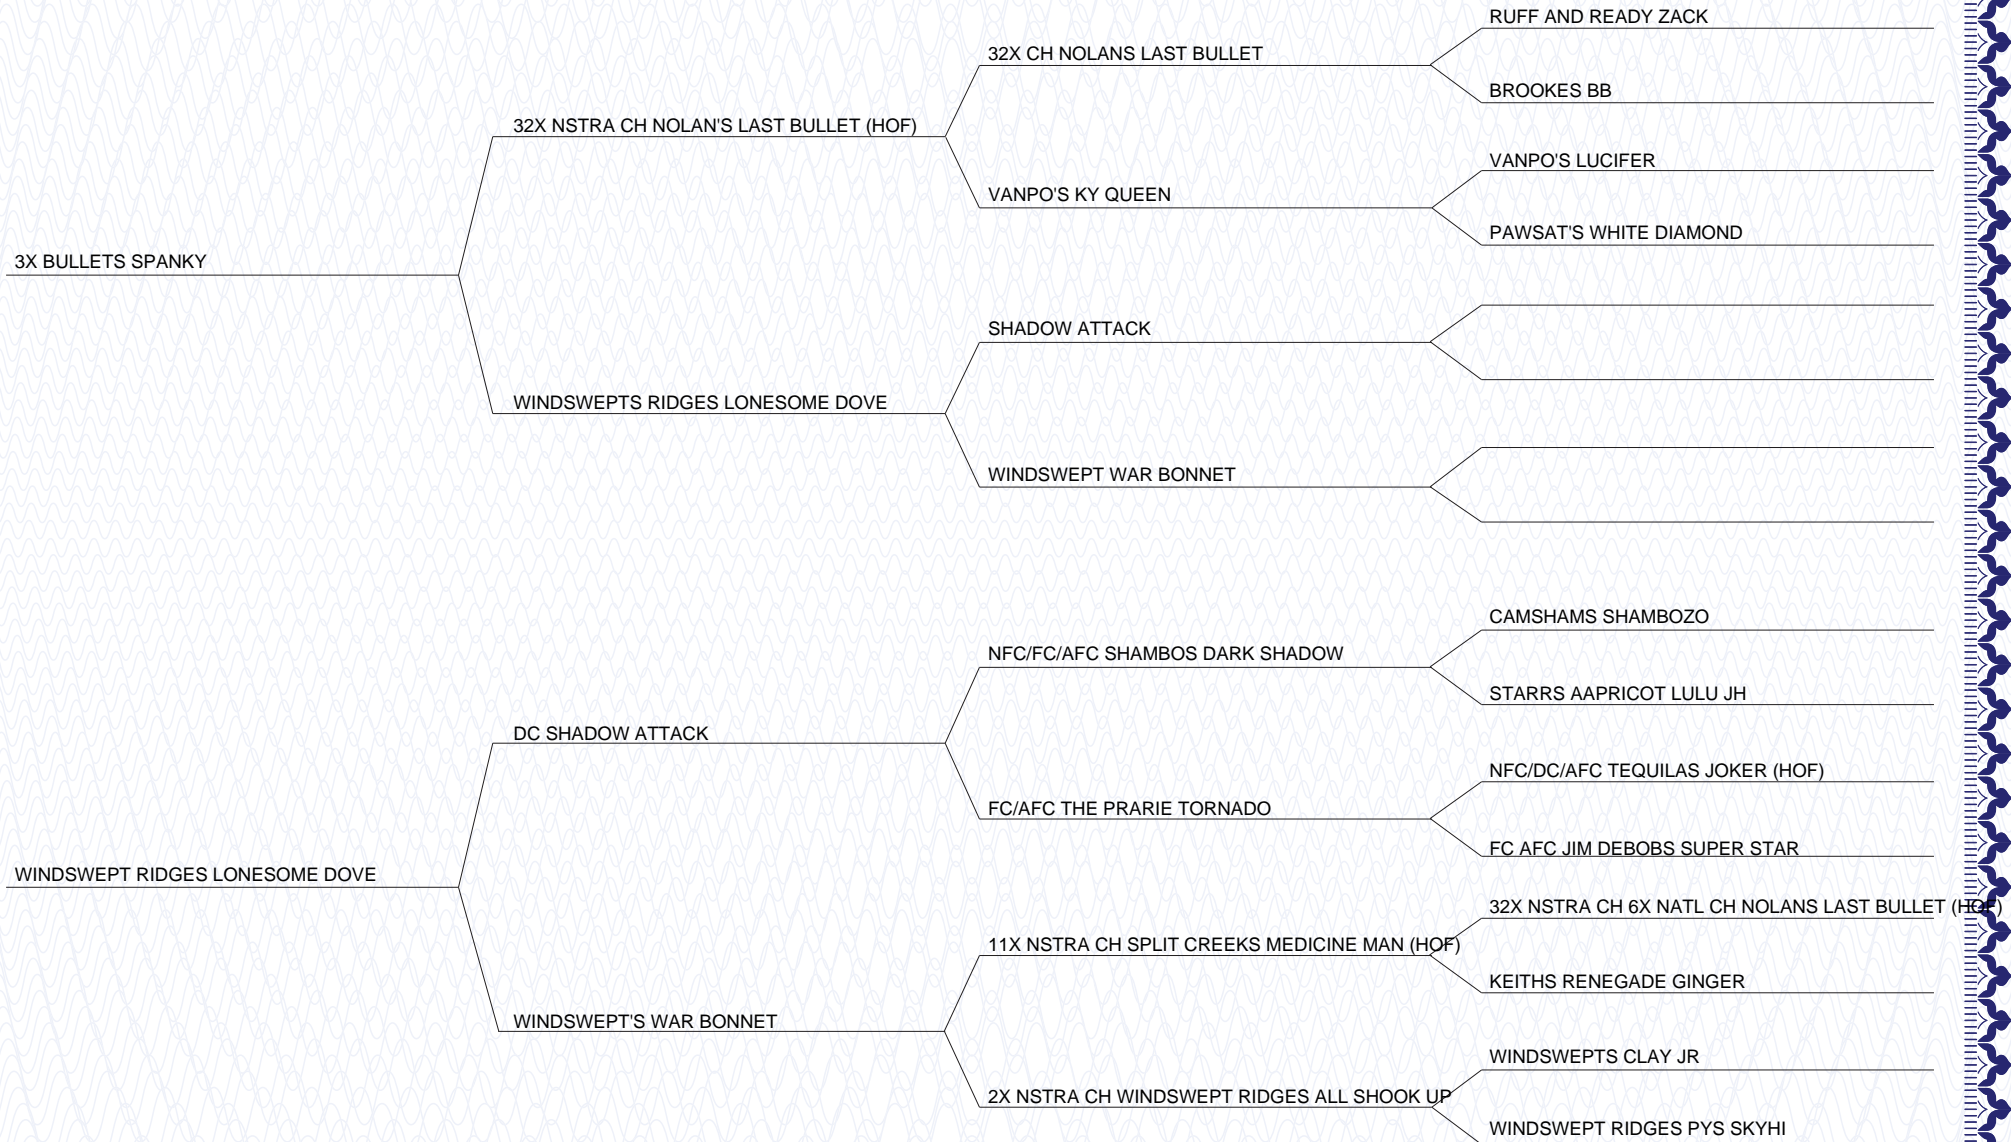 RUFF AND READY ZACK
32X CH NOLANS LAST BULLET
BROOKES BB
32X NSTRA CH NOLAN'S LAST BULLET (HOF)
VANPO'S LUCIFER
VANPO'S KY QUEEN
PAWSAT'S WHITE DIAMOND
3X BULLETS SPANKY
SHADOW ATTACK
WINDSWEPTS RIDGES LONESOME DOVE
WINDSWEPT WAR BONNET
CAMSHAMS SHAMBOZO
NFC/FC/AFC SHAMBOS DARK SHADOW
STARRS AAPRICOT LULU JH
DC SHADOW ATTACK
NFC/DC/AFC TEQUILAS JOKER (HOF)
FC/AFC THE PRARIE TORNADO
FC AFC JIM DEBOBS SUPER STAR
WINDSWEPT RIDGES LONESOME DOVE
32X NSTRA CH 6X NATL CH NOLANS LAST BULLET (HOF)
11X NSTRA CH SPLIT CREEKS MEDICINE MAN (HOF)
KEITHS RENEGADE GINGER
WINDSWEPT'S WAR BONNET
WINDSWEPTS CLAY JR
2X NSTRA CH WINDSWEPT RIDGES ALL SHOOK UP
WINDSWEPT RIDGES PYS SKYHI